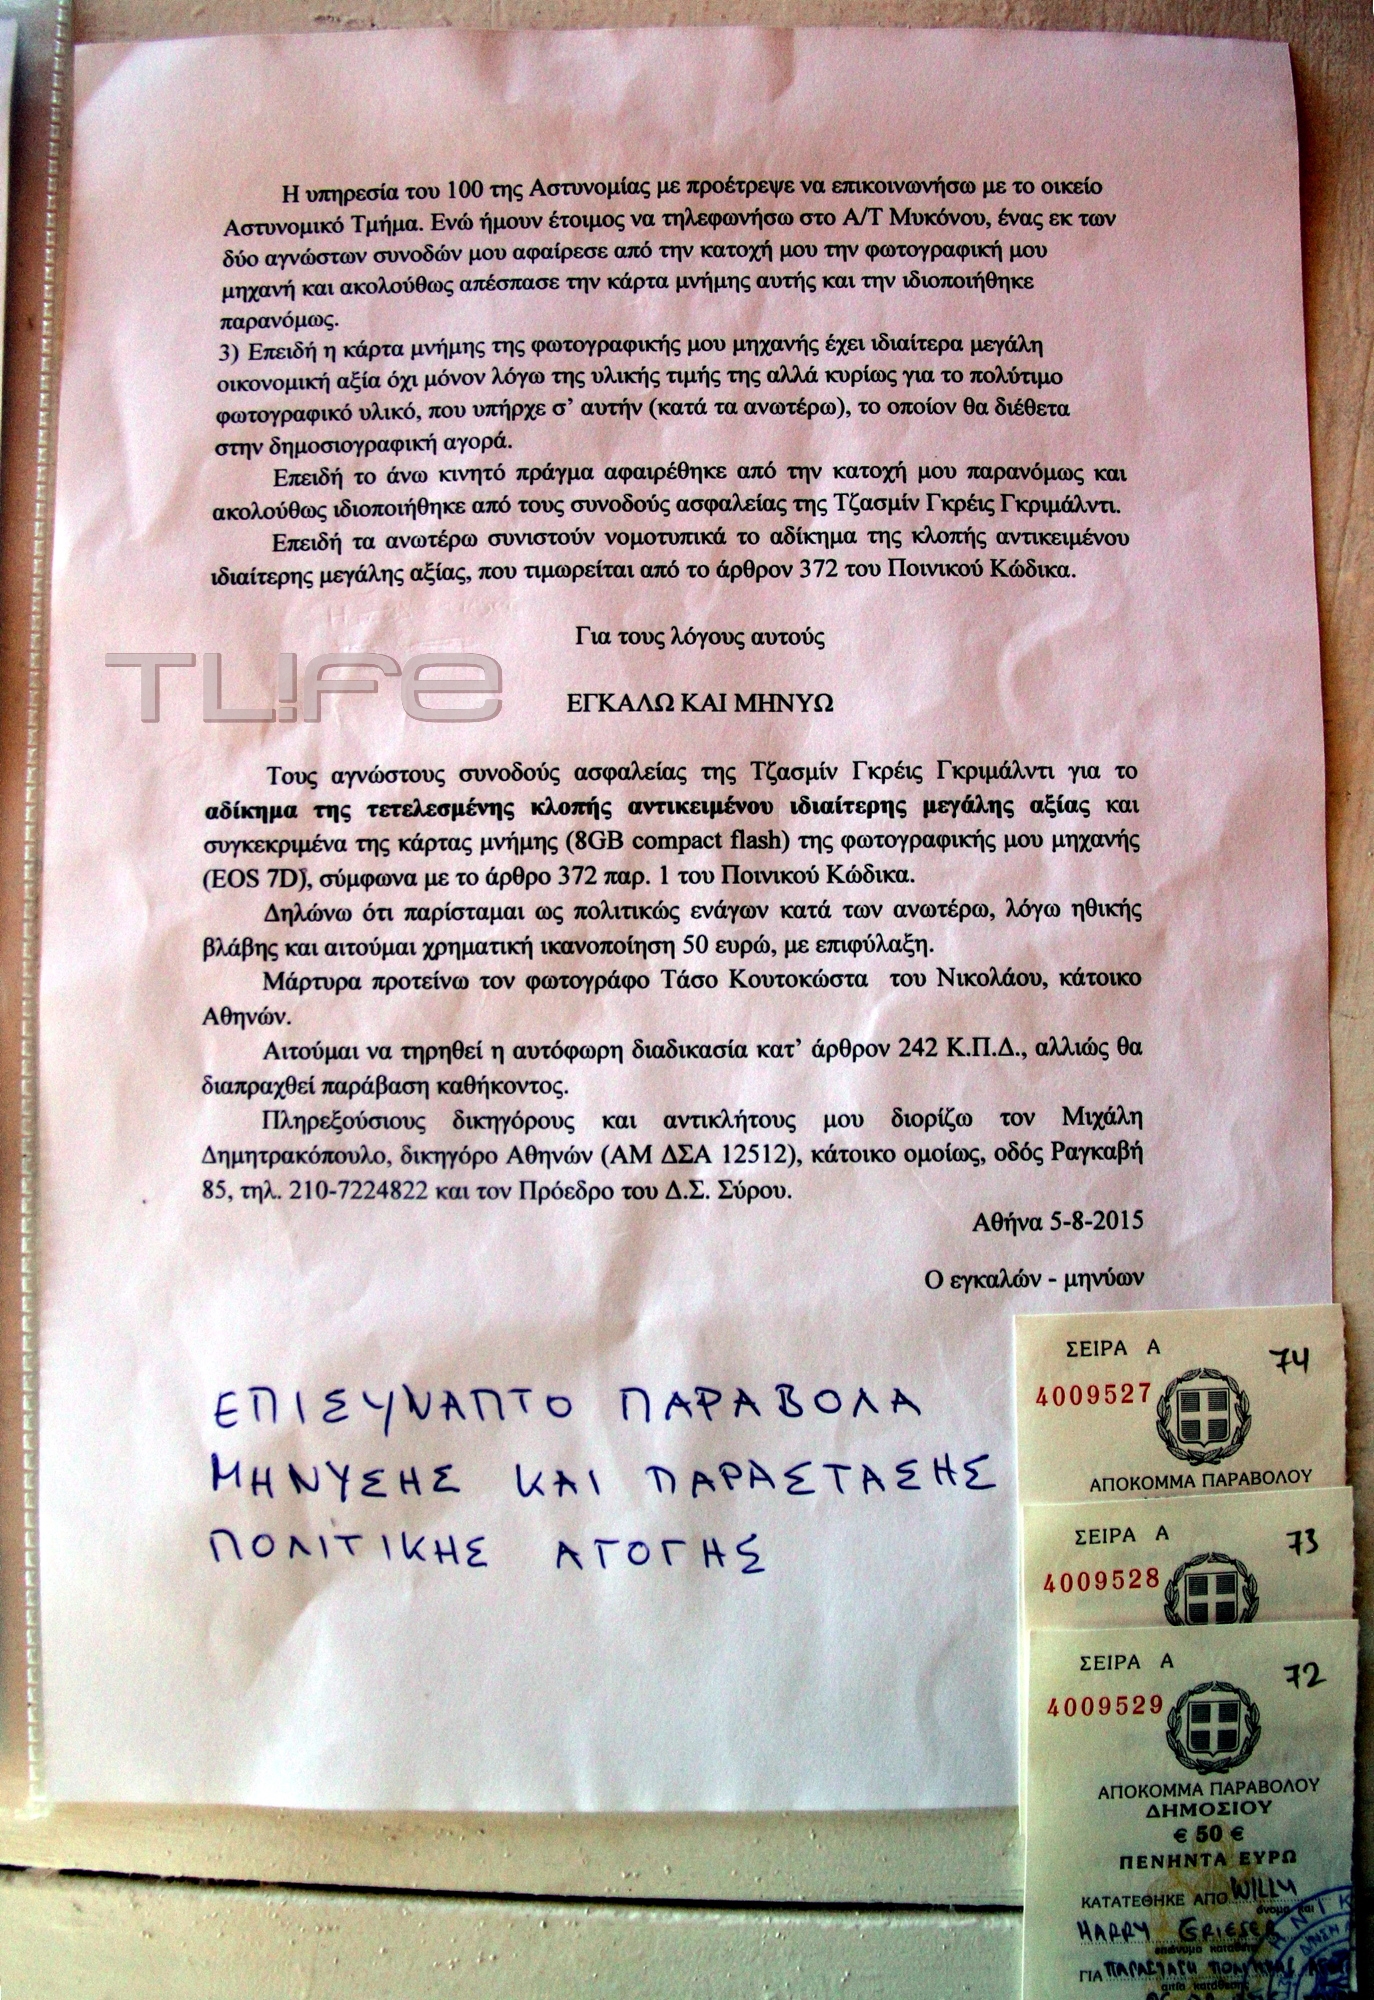 Η υπηρεσία του 100 της Αστυνομίας με προέτρεψε να επικοινωνήσω με το οικείο
Αστυνομικό Τμήμα. Ενώ ήμουν έτοιμος να τηλεφωνήσω στο Α/Τ Μυκόνου, ένας εκ των
δύο αγνώστων συνοδών μου αφαίρεσε από την κατοχή μου την φωτογραφική μου
μηχανή και ακολούθως απέσπασε την κάρτα μνήμης αυτής και την ιδιοποιήθηκε
παρανόμως.
3) Επειδή η κάρτα μνήμης της φωτογραφικής μου μηχανής έχει ιδιαίτερα μεγάλη
οικονομική αξία όχι μόνον λόγω της υλικής τιμής της αλλά κυρίως για το πολύτιμο
φωτογραφικό υλικό, που υπήρχε σ' αυτήν (κατά τα ανωτέρω), το οποίον θα διέθετα
στην δημοσιογραφική αγορά.
Επειδή το άνω κινητό πράγμα αφαιρέθηκε από την κατοχή μου παρανόμως και
ακολούθως ιδιοποιήθηκε από τους συνοδούς ασφαλείας της Τζασμίν Γκρέις Γκριμάλντι.
Επειδή τα ανωτέρω συνιστούν νομοτυπικά το αδίκημα της κλοπής αντικειμένου
ιδιαίτερης μεγάλης αξίας, που τιμωρείται από το άρθρον 372 του Ποινικού Κώδικα.
Για τους λόγους αυτούς
TL!FE
ΕΓΚΑΛΩ ΚΑΙ ΜΗΝΥΩ
Τους αγνώστους συνοδούς ασφαλείας της Τζασμίν Γκρέις Γκριμάλντι για το
αδίκημα της τετελεσμένης κλοπής αντικειμένου ιδιαίτερης μεγάλης αξίας και
συγκεκριμένα της κάρτας μνήμης (8GB compact flash) της φωτογραφικής μου μηχανής
(EOS 7D), σύμφωνα με το άρθρο 372 παρ. 1 του Ποινικού Κώδικα.
Δηλώνω ότι παρίσταμαι ως πολιτικώς ενάγων κατά των ανωτέρω, λόγω ηθικής
βλάβης και αιτούμαι χρηματική ικανοποίηση 50 ευρώ, με επιφύλαξη.
Μάρτυρα προτείνω τον φωτογράφο Τάσο Κουτοκώστα του Νικολάου, κάτοικο
Αθηνών.
Αιτούμαι να τηρηθεί η αυτόφωρη διαδικασία κατ' άρθρον 242 Κ.Π.Δ., αλλιώς θα
διαπραχθεί παράβαση καθήκοντος.
Πληρεξούσιους δικηγόρους και αντικλήτους μου διορίζω τον Μιχάλη
Δημητρακόπουλο, δικηγόρο Αθηνών (ΑΜ ΔΣΑ 12512), κάτοικο ομοίως, οδός Ραγκαβή
85, τηλ. 210-7224822 και τον Πρόεδρο του Δ.Σ. Σύρου.
Αθήνα 5-8-2015
Ο εγκαλών - μηνύων
ΕΠΙΣΥΝΑΠΤΟ ΠΑΡΑΒΟΛΑ
ΜΗΝΥΣΗΣ ΚΑΙ ΠΑΡΑΣΤΑΣΗΣ
ΠΟΛΙΤΙΚΗΣ ΑΓΟΓΗΣ
ΣΕΙΡΑ Α 74
4009527
ΑΠΟΚΟΜΜΑ ΠΑΡΑΒΟΛΟΥ
ΣΕΙΡΑ Α 73
4009528
ΣΕΙΡΑ Α 72
4009529
ΑΠΟΚΟΜΜΑ ΠΑΡΑΒΟΛΟΥ
ΔΗΜΟΣΙΟΥ
€ 50 €
ΠΕΝΗΝΤΑ ΕΥΡΩ
ΚΑΤΑΤΕΘΗΚΕ ΑΠΟ WILLY
HARRY GRIESER
ΓΙΑ ΠΑΡΑΣΤΑΣΗ